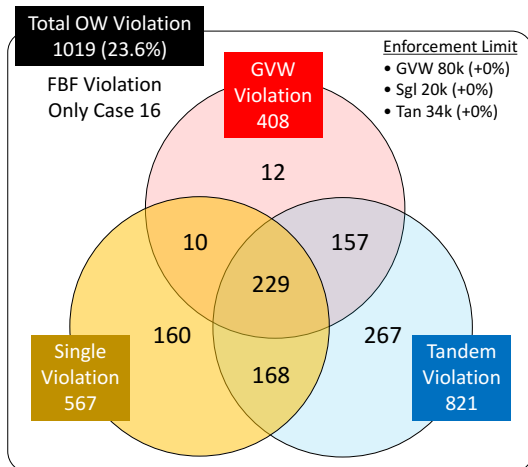 Total OW Violation
1019 (23.6%)
FBF Violation
Only Case 16
GVW
Violation
408
Enforcement Limit
• GVW 80k (+0%)
• Sgl 20k (+0%)
• Tan 34k (+0%)
12
10
157
229
160
267
168
Single
Violation
567
Tandem
Violation
821